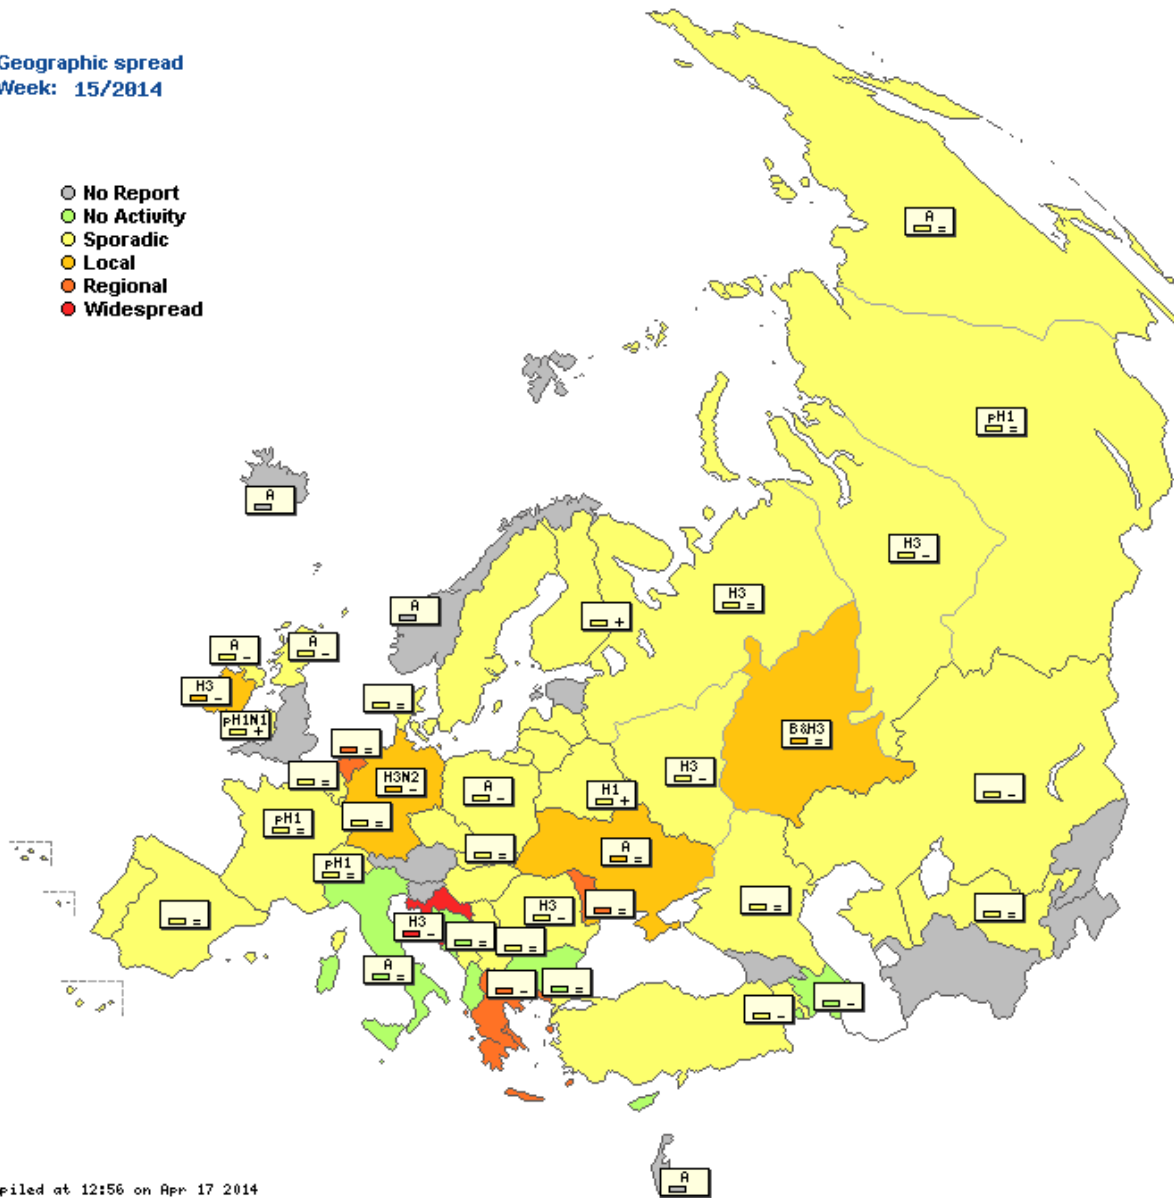 Geographic spread
Week: 15/2014
No Report
No Activity
Sporadic
Local
Regional
Widespread
A
=
pH1
=
A
H3
-
A
H3
=
+
A
-
A
-
H3
-
=
pH1N1
+
=
B&H3
=
=
H3N2
-
A
-
H1
+
H3
-
-
pH1
=
=
=
A
=
pH1
=
=
H3
-
=
=
=
H3
-
=
=
A
=
-
=
-
-
A
piled at 12:56 on Apr 17 2014